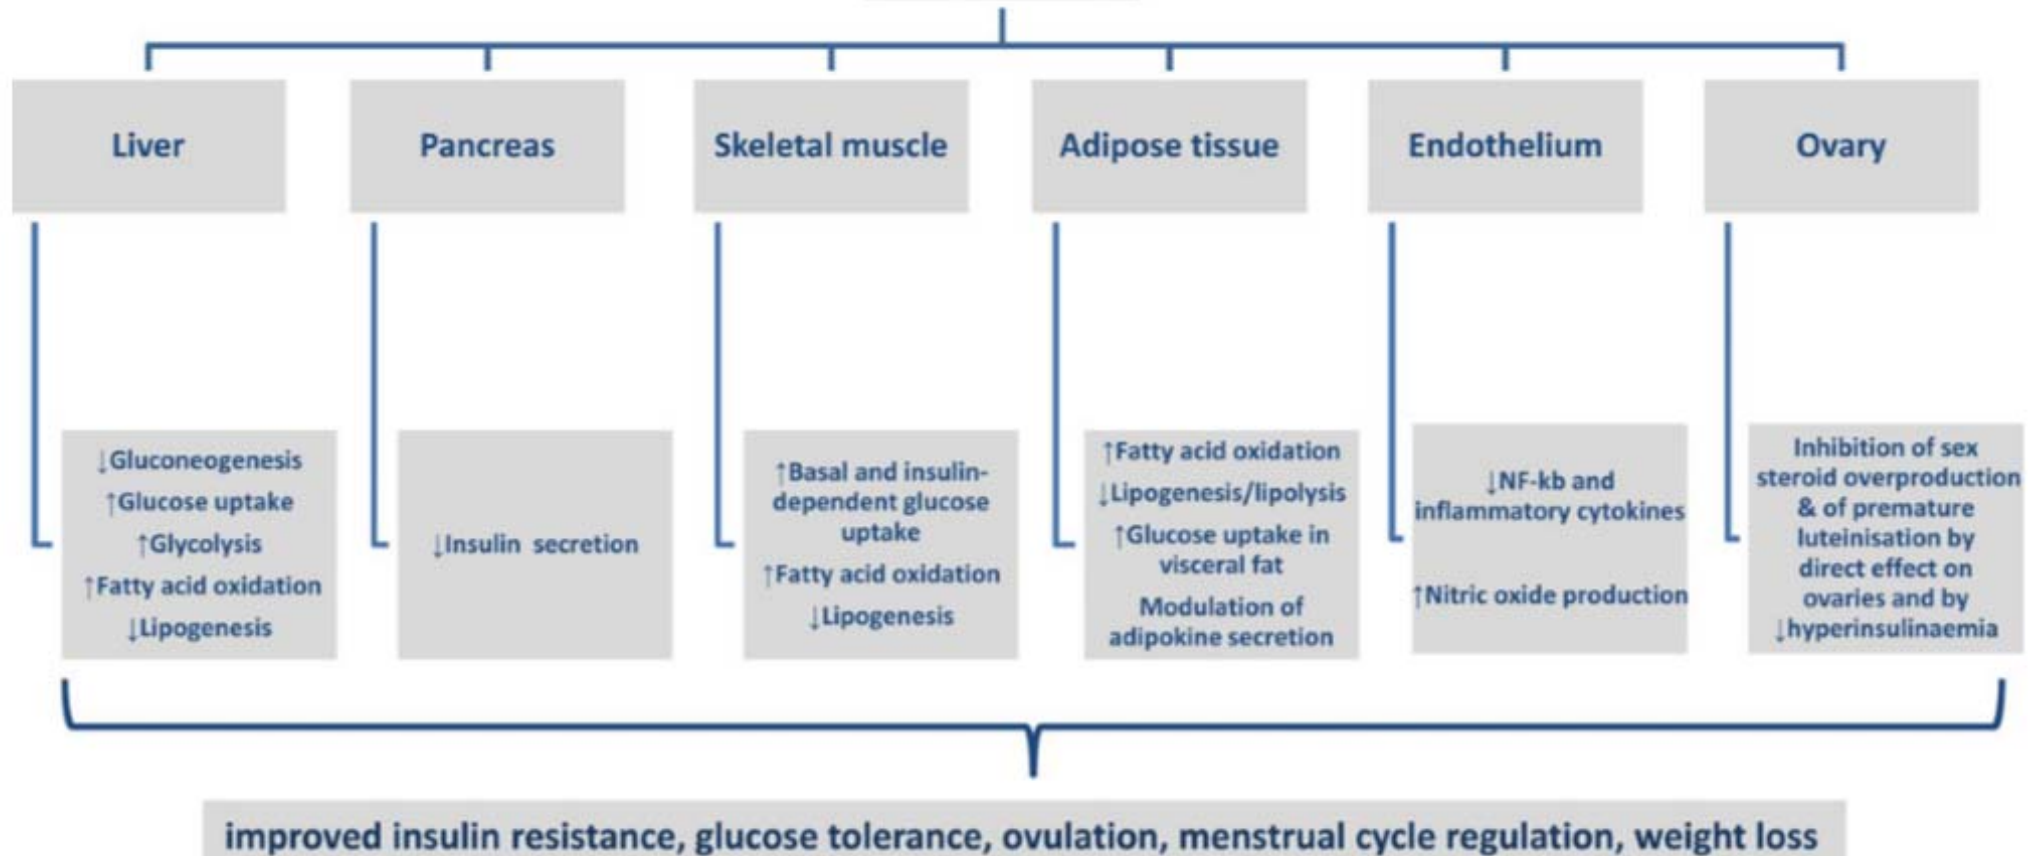 Liver
Pancreas
Skeletal muscle
Adipose tissue
Endothelium
Ovary
↓Gluconeogenesis
↑Glucose uptake
↑Glycolysis
↑Fatty acid oxidation
↓Lipogenesis
↓Insulin secretion
↑Basal and insulin-
dependent glucose
uptake
↑Fatty acid oxidation
↓Lipogenesis
↑Fatty acid oxidation
↓Lipogenesis/lipolysis
↑Glucose uptake in
visceral fat
Modulation of
adipokine secretion
↓NF-kb and
inflammatory cytokines
↑Nitric oxide production
Inhibition of sex
steroid overproduction
& of premature
luteinisation by
direct effect on
ovaries and by
↓hyperinsulinaemia
improved insulin resistance, glucose tolerance, ovulation, menstrual cycle regulation, weight loss